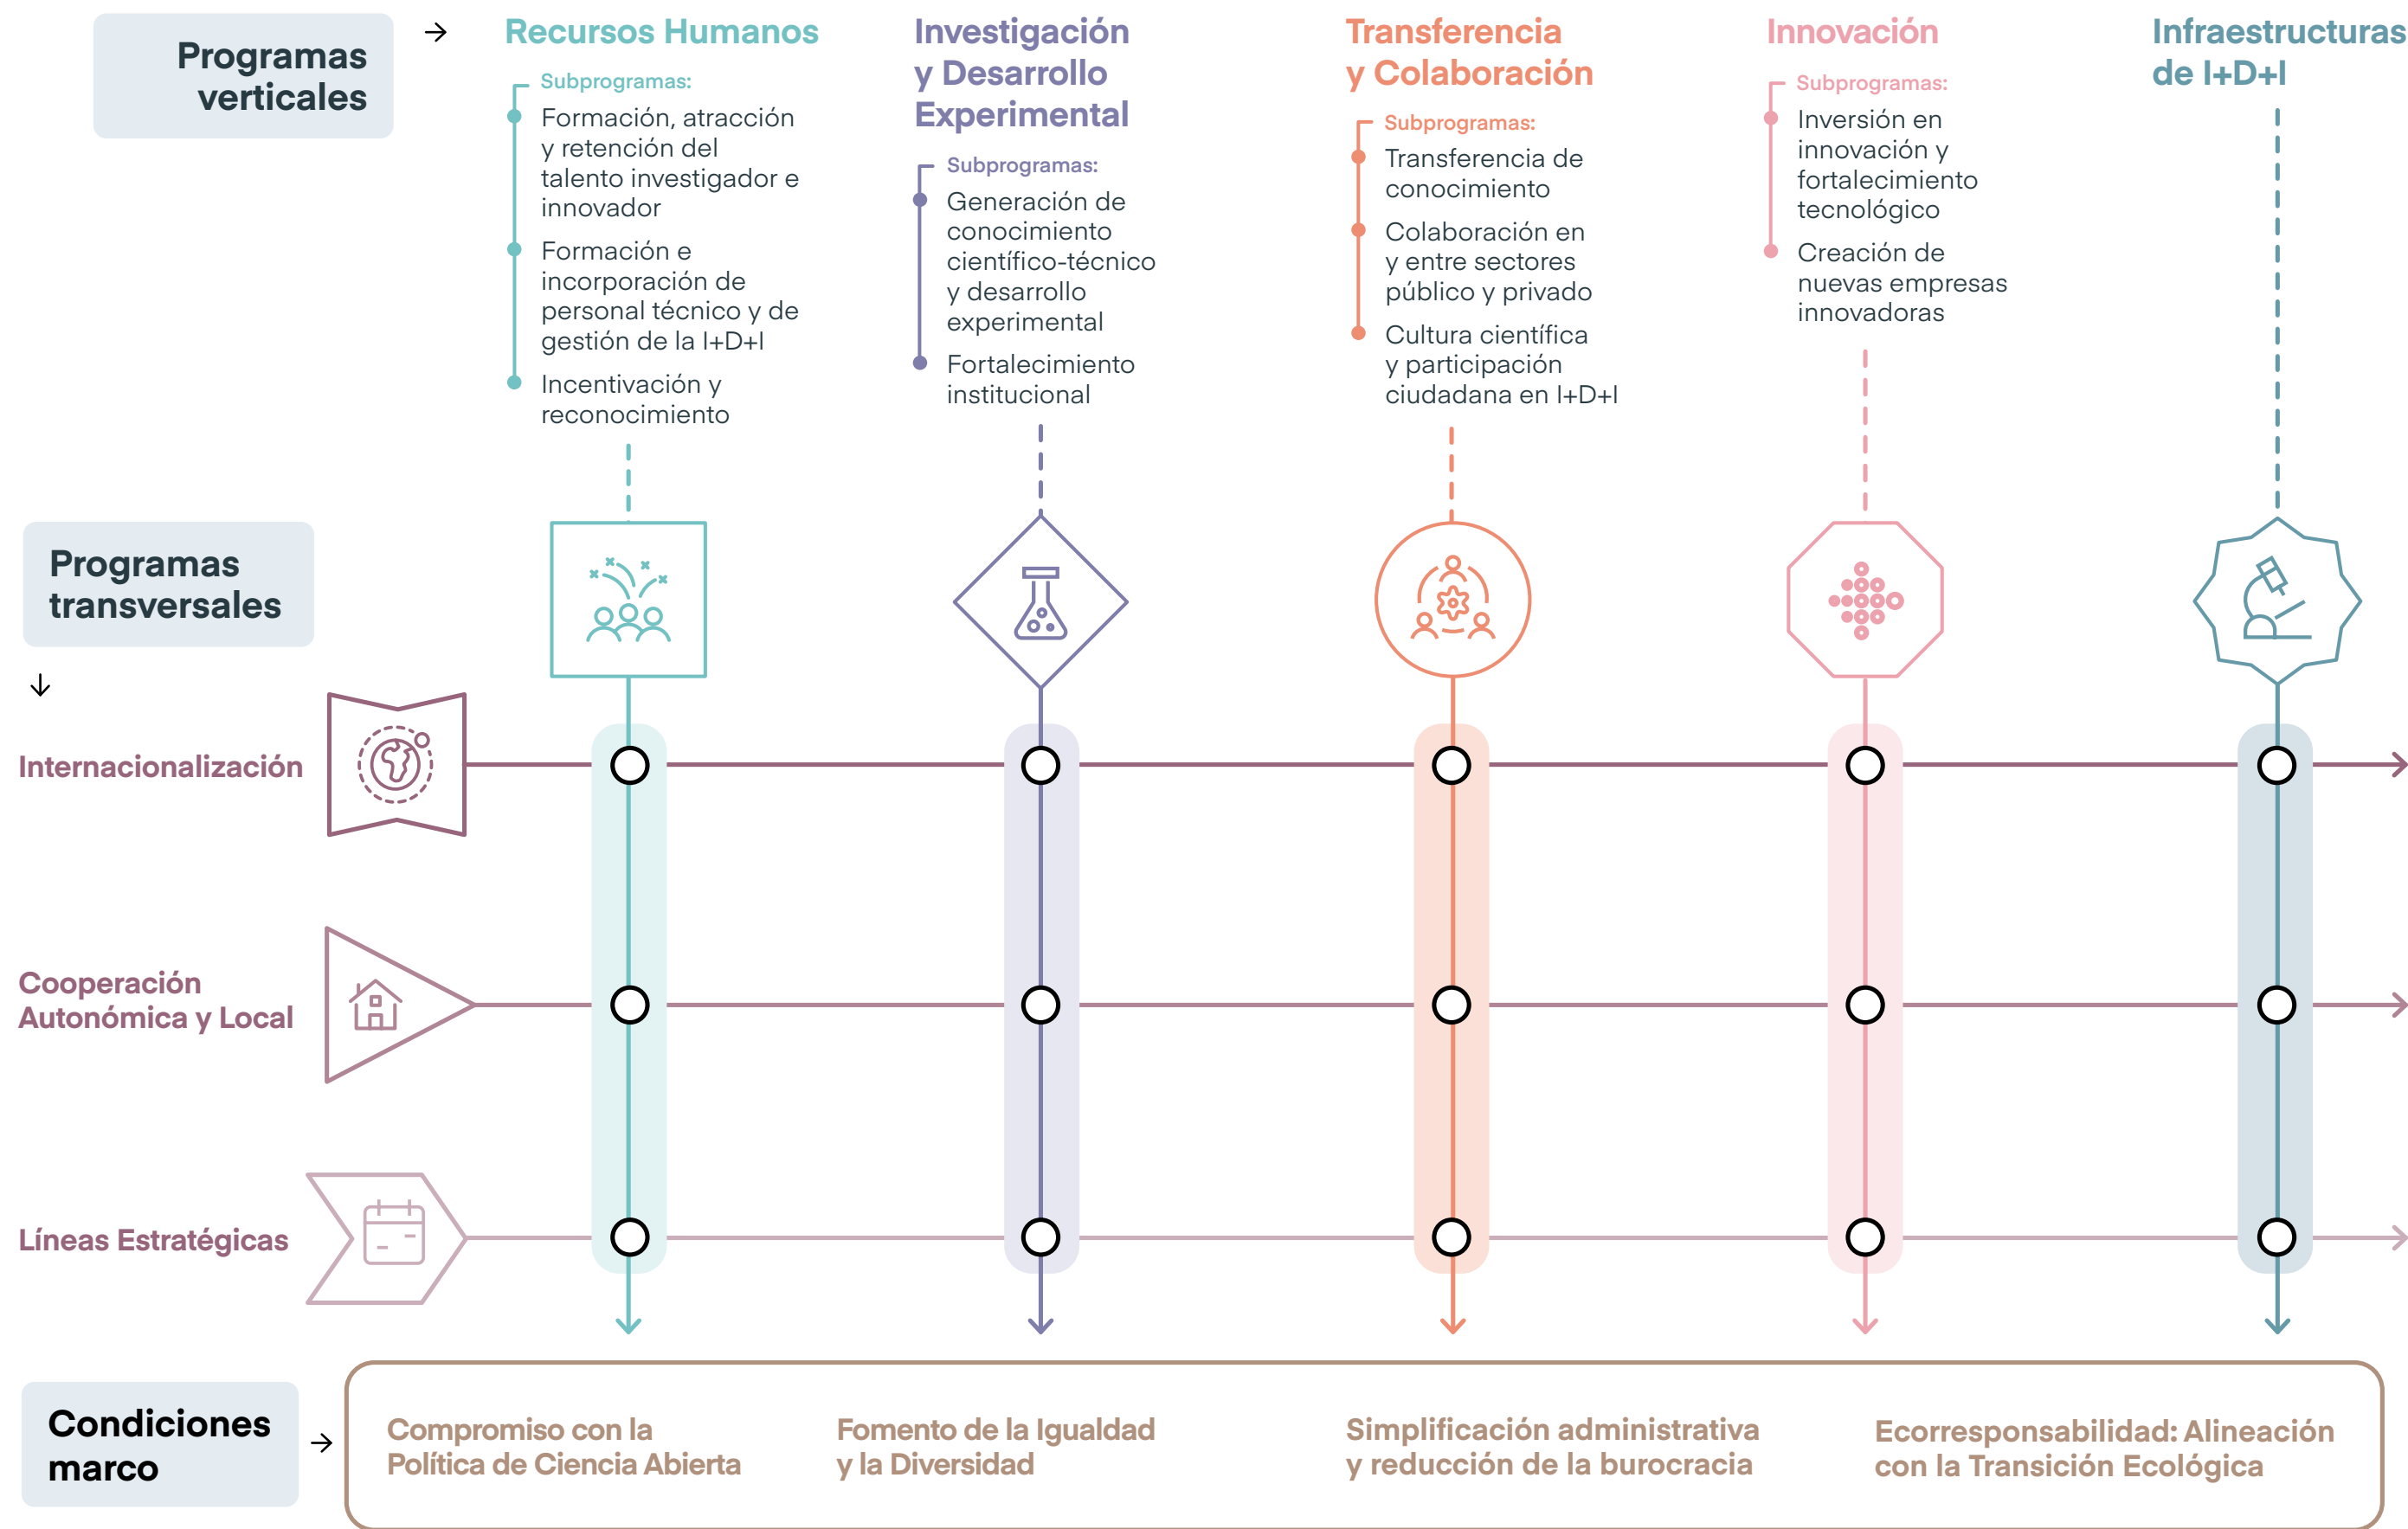 Programas
verticales
→
Recursos Humanos
Subprogramas:
Formación, atracción
y retención del
talento investigador e
innovador
Formación e
incorporación de
personal técnico y de
gestión de la I+D+I
Incentivación y
reconocimiento
Investigación
y Desarrollo
Experimental
Subprogramas:
Generación de
conocimiento
científico-técnico
y desarrollo
experimental
Fortalecimiento
institucional
Transferencia
y Colaboración
Subprogramas:
Transferencia de
conocimiento
Colaboración en
y entre sectores
público y privado
Cultura científica
y participación
ciudadana en I+D+I
Innovación
Subprogramas:
Inversión en
innovación y
fortalecimiento
tecnológico
Creación de
nuevas empresas
innovadoras
Infraestructuras
de I+D+I
Programas
transversales
↓
Internacionalización
Cooperación
Autonómica y Local
Líneas Estratégicas
Condiciones
marco
→
Compromiso con la
Política de Ciencia Abierta
Fomento de la Igualdad
y la Diversidad
Simplificación administrativa
y reducción de la burocracia
Ecorresponsabilidad: Alineación
con la Transición Ecológica